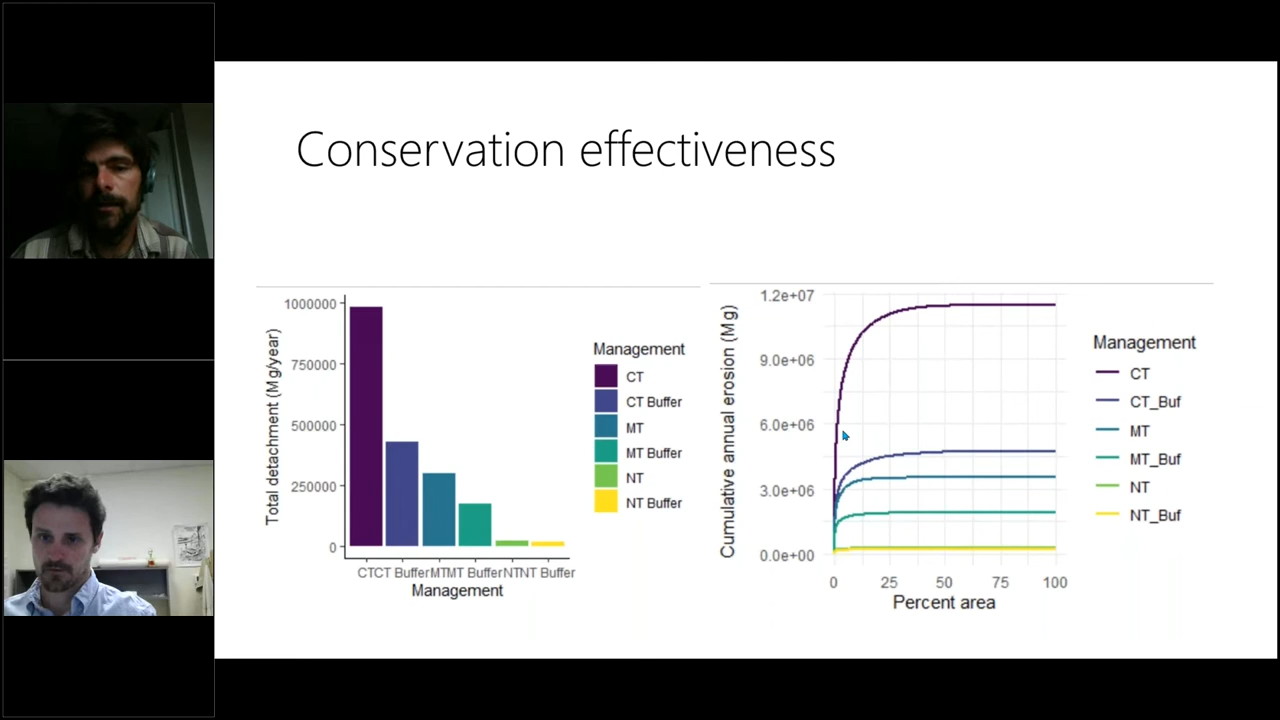 Conservation effectiveness
1000000
750000
500000
250000
0
Total detachment (Mg/year)
CTCT BufferMTMT BufferNTNT Buffer
Management
Management
CT
CT Buffer
MT
MT Buffer
NT
NT Buffer
1.2e+07
9.0e+06
6.0e+06
3.0e+06
0.0e+00
Cumulative annual erosion (Mg)
0 25 50 75 100
Percent area
Management
CT
CT_Buf
MT
MT_Buf
NT
NT_Buf